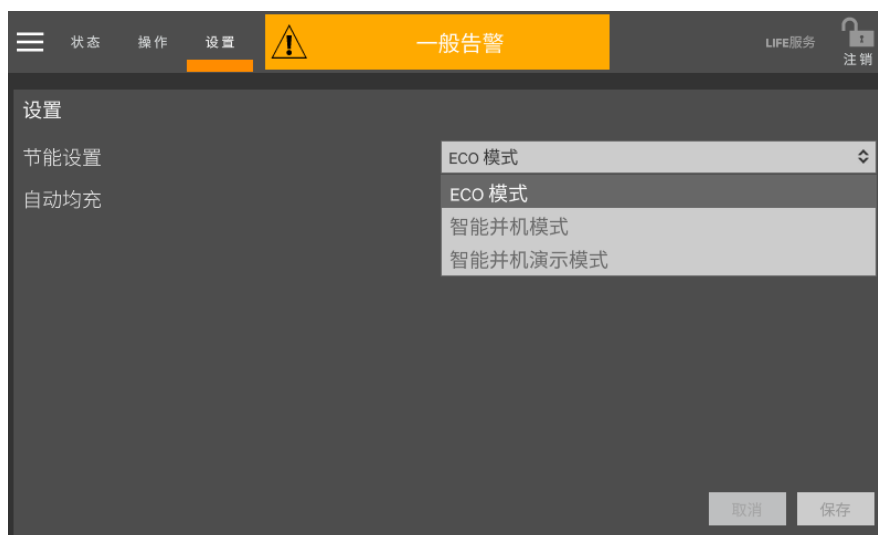 状态 操作 设置 一般告警 LIFE服务 1
注销
设置
节能设置 ECO 模式
自动均充 ECO 模式
智能并机模式
智能并机演示模式
取消 保存